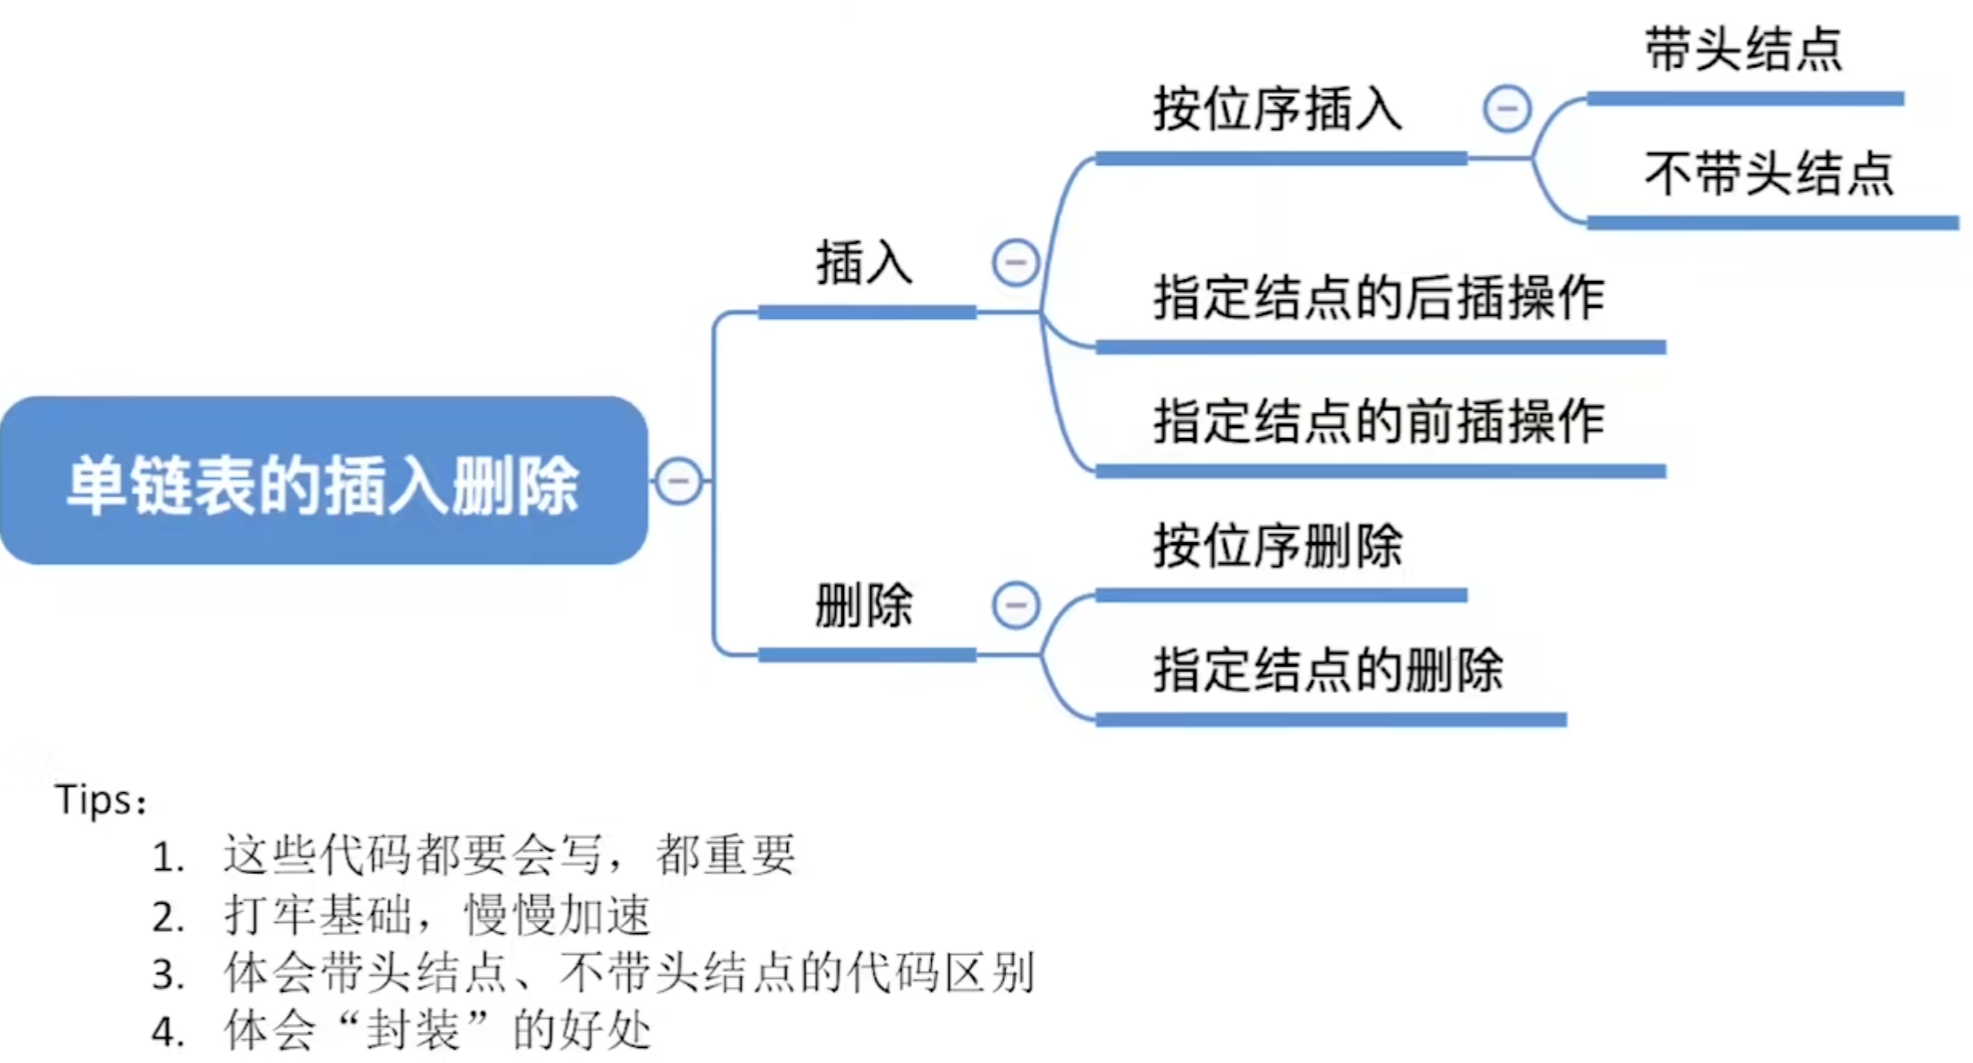 单链表的插入删除
插入
按位序插入
带头结点
不带头结点
指定结点的后插操作
指定结点的前插操作
删除
按位序删除
指定结点的删除
Tips：
1. 这些代码都要会写，都重要
2. 打牢基础，慢慢加速
3. 体会带头结点、不带头结点的代码区别
4. 体会“封装”的好处